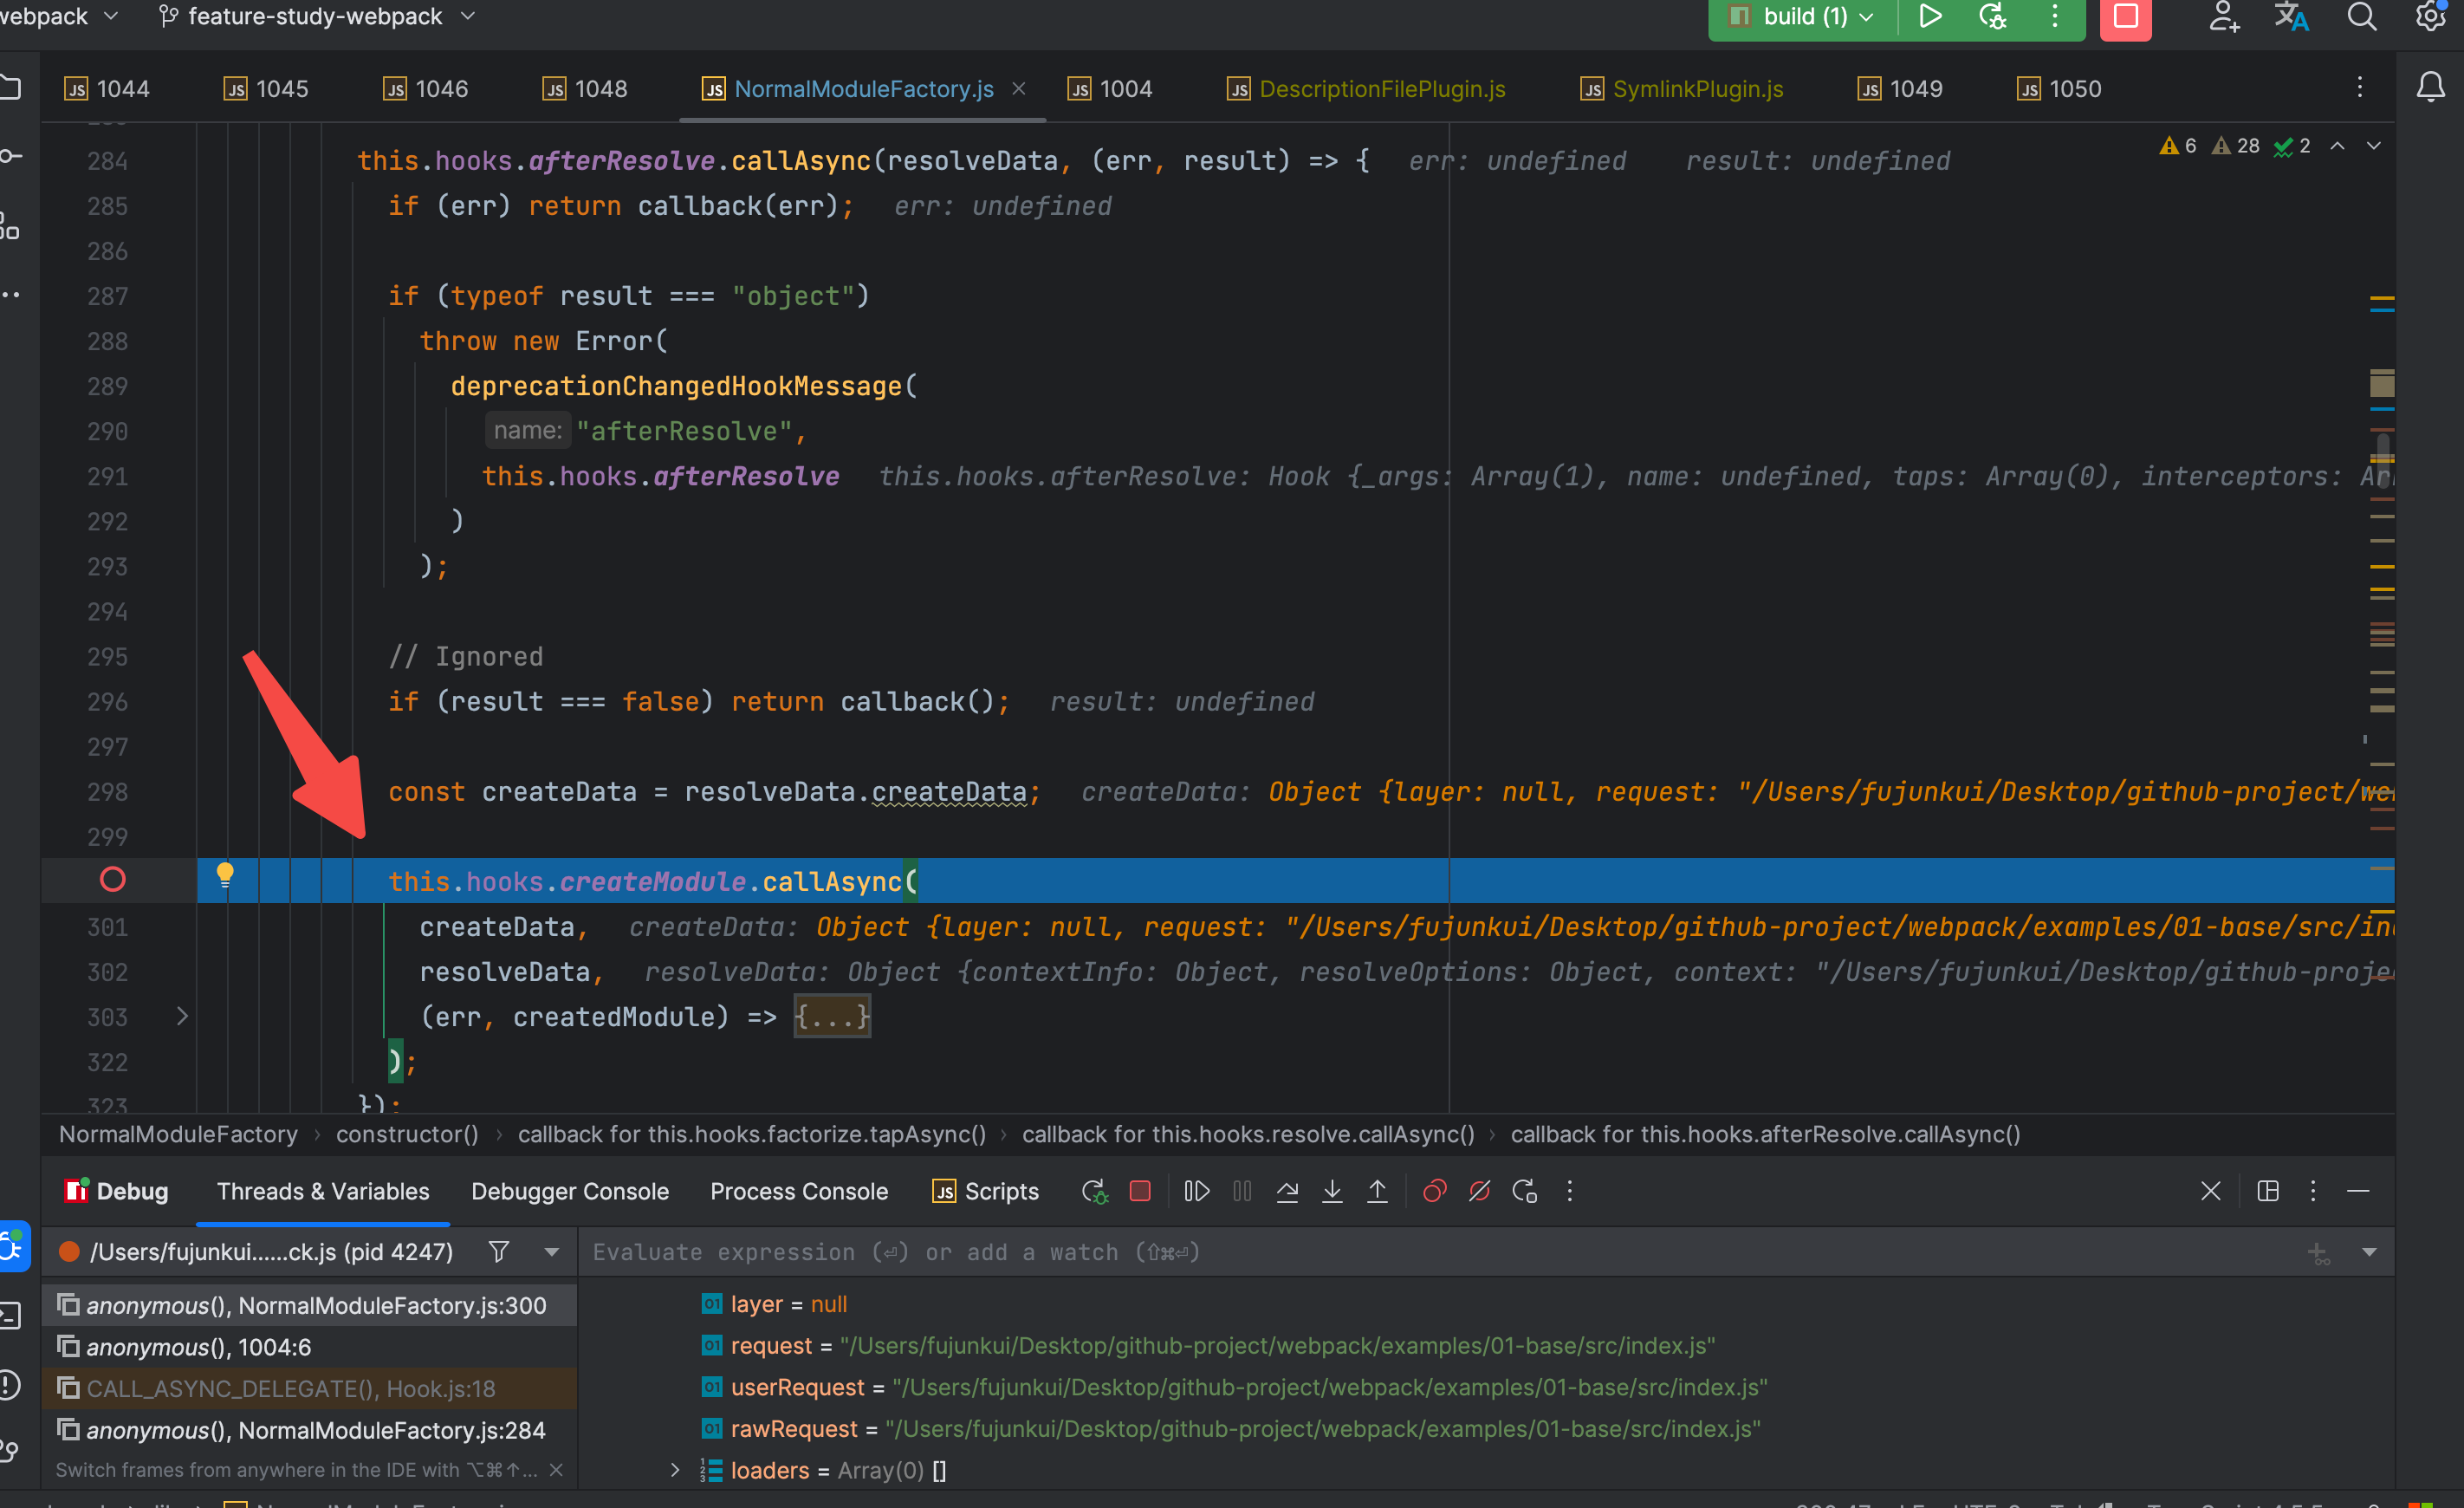 webpack feature-study-webpack build (1)
1044 1045 1046 1048 NormalModuleFactory.js 1004 DescriptionFilePlugin.js SymlinkPlugin.js 1049 1050
6 28 2
284 this.hooks.afterResolve.callAsync(resolveData, (err, result) => { err: undefined result: undefined
285 if (err) return callback(err); err: undefined
286
287 if (typeof result === "object")
288 throw new Error(
289 deprecationChangedHookMessage(
290 name: "afterResolve",
291 this.hooks.afterResolve this.hooks.afterResolve: Hook {_args: Array(1), name: undefined, taps: Array(0), interceptors: Ar
292 )
293 );
294
295 // Ignored
296 if (result === false) return callback(); result: undefined
297
298 const createData = resolveData.createData; createData: Object {layer: null, request: "/Users/fujunkui/Desktop/github-project/we
299
this.hooks.createModule.callAsync(
301 createData, createData: Object {layer: null, request: "/Users/fujunkui/Desktop/github-project/webpack/examples/01-base/src/in
302 resolveData, resolveData: Object {contextInfo: Object, resolveOptions: Object, context: "/Users/fujunkui/Desktop/github-proje
303 (err, createdModule) => {...}
322 );
323 });
NormalModuleFactory › constructor() › callback for this.hooks.factorize.tapAsync() › callback for this.hooks.resolve.callAsync() › callback for this.hooks.afterResolve.callAsync()
Debug Threads & Variables Debugger Console Process Console Scripts
/Users/fujunkui......ck.js (pid 4247) Evaluate expression (⏎) or add a watch (⇧⌘⏎)
anonymous(), NormalModuleFactory.js:300
anonymous(), 1004:6
CALL_ASYNC_DELEGATE(), Hook.js:18
anonymous(), NormalModuleFactory.js:284
Switch frames from anywhere in the IDE with ⌥⌘↑...
layer = null
request = "/Users/fujunkui/Desktop/github-project/webpack/examples/01-base/src/index.js"
userRequest = "/Users/fujunkui/Desktop/github-project/webpack/examples/01-base/src/index.js"
rawRequest = "/Users/fujunkui/Desktop/github-project/webpack/examples/01-base/src/index.js"
loaders = Array(0) []